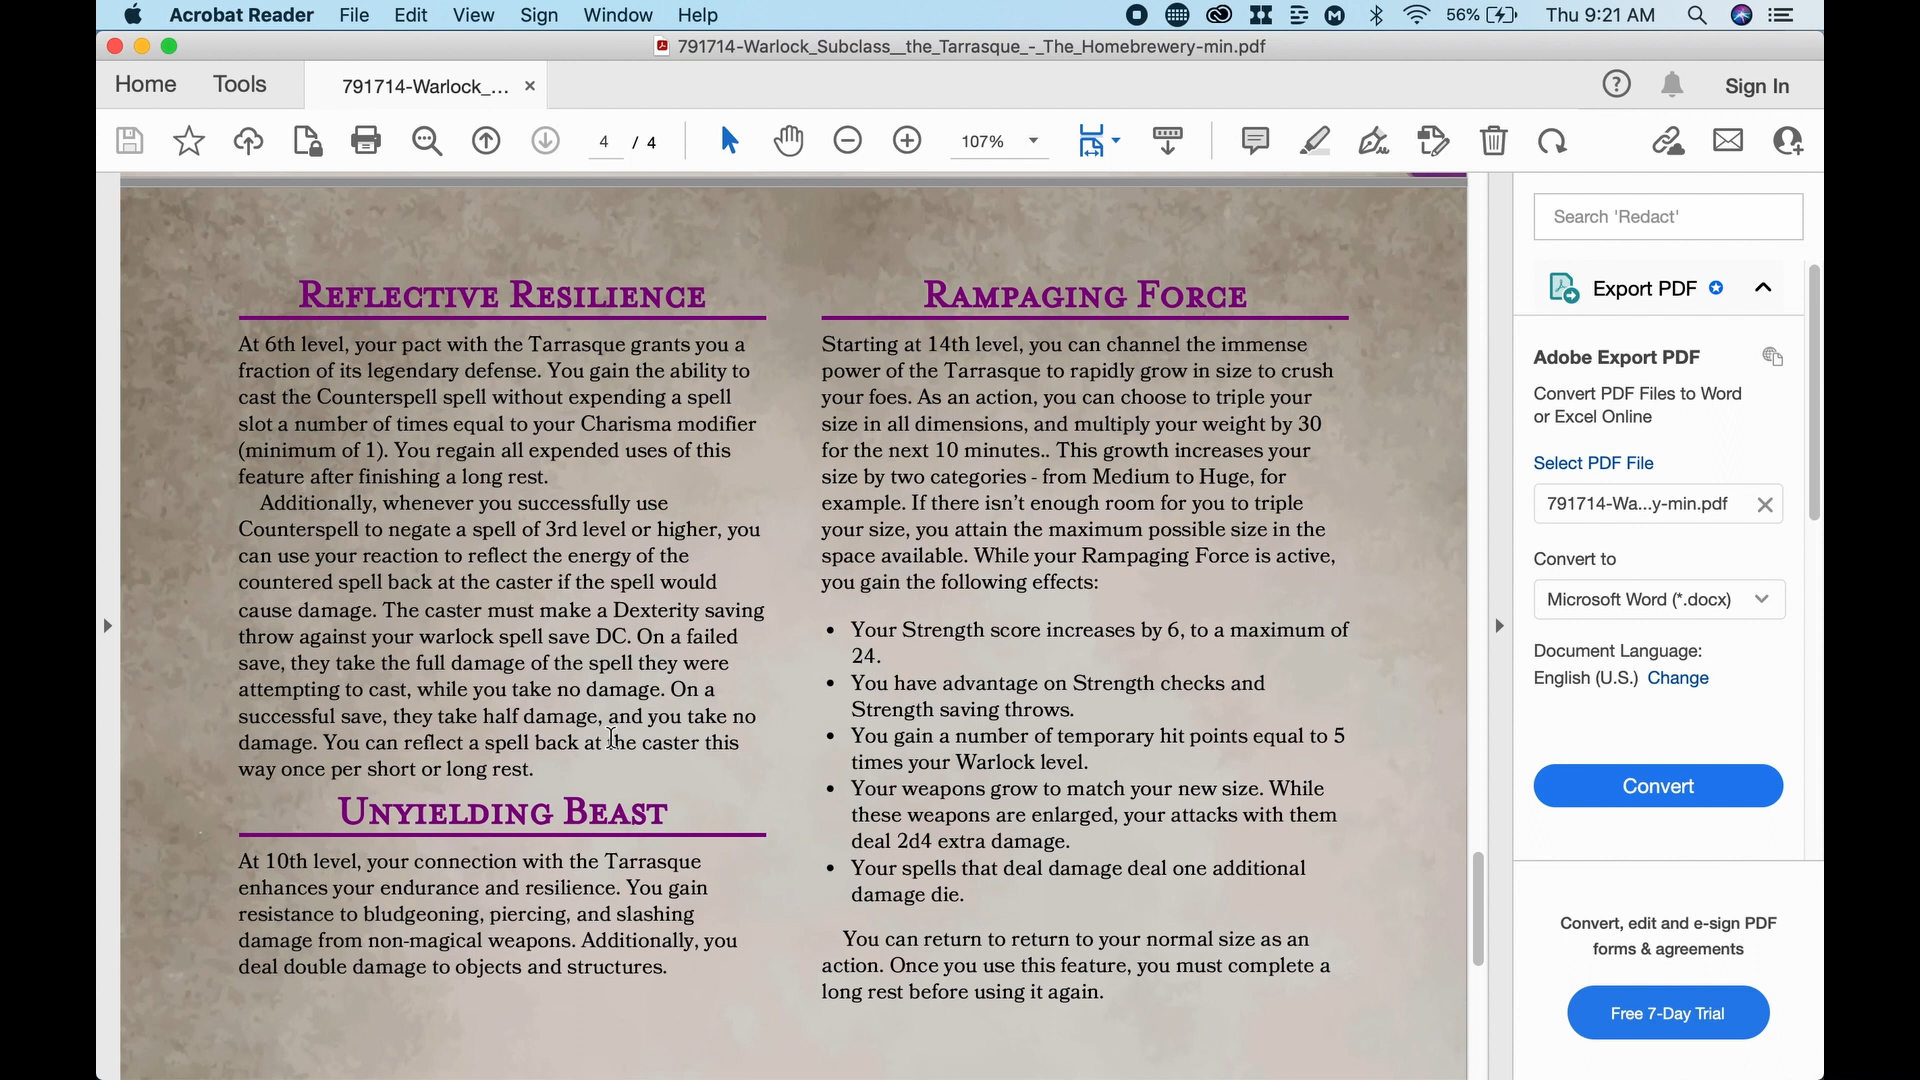 Acrobat Reader File Edit View Sign Window Help 56% Thu 9:21 AM
791714-Warlock_Subclass__the_Tarrasque_-_The_Homebrewery-min.pdf
Home Tools 791714-Warlock_... × Sign In
4 / 4 107%
Reflective Resilience
At 6th level, your pact with the Tarrasque grants you a
fraction of its legendary defense. You gain the ability to
cast the Counterspell spell without expending a spell
slot a number of times equal to your Charisma modifier
(minimum of 1). You regain all expended uses of this
feature after finishing a long rest.
Additionally, whenever you successfully use
Counterspell to negate a spell of 3rd level or higher, you
can use your reaction to reflect the energy of the
countered spell back at the caster if the spell would
cause damage. The caster must make a Dexterity saving
throw against your warlock spell save DC. On a failed
save, they take the full damage of the spell they were
attempting to cast, while you take no damage. On a
successful save, they take half damage, and you take no
damage. You can reflect a spell back at the caster this
way once per short or long rest.
Unyielding Beast
At 10th level, your connection with the Tarrasque
enhances your endurance and resilience. You gain
resistance to bludgeoning, piercing, and slashing
damage from non-magical weapons. Additionally, you
deal double damage to objects and structures.
Rampaging Force
Starting at 14th level, you can channel the immense
power of the Tarrasque to rapidly grow in size to crush
your foes. As an action, you can choose to triple your
size in all dimensions, and multiply your weight by 30
for the next 10 minutes.. This growth increases your
size by two categories - from Medium to Huge, for
example. If there isn't enough room for you to triple
your size, you attain the maximum possible size in the
space available. While your Rampaging Force is active,
you gain the following effects:
• Your Strength score increases by 6, to a maximum of
24.
• You have advantage on Strength checks and
Strength saving throws.
• You gain a number of temporary hit points equal to 5
times your Warlock level.
• Your weapons grow to match your new size. While
these weapons are enlarged, your attacks with them
deal 2d4 extra damage.
• Your spells that deal damage deal one additional
damage die.
You can return to return to your normal size as an
action. Once you use this feature, you must complete a
long rest before using it again.
Search 'Redact'
Export PDF
Adobe Export PDF
Convert PDF Files to Word
or Excel Online
Select PDF File
791714-Wa...y-min.pdf
Convert to
Microsoft Word (*.docx)
Document Language:
English (U.S.) Change
Convert
Convert, edit and e-sign PDF
forms & agreements
Free 7-Day Trial